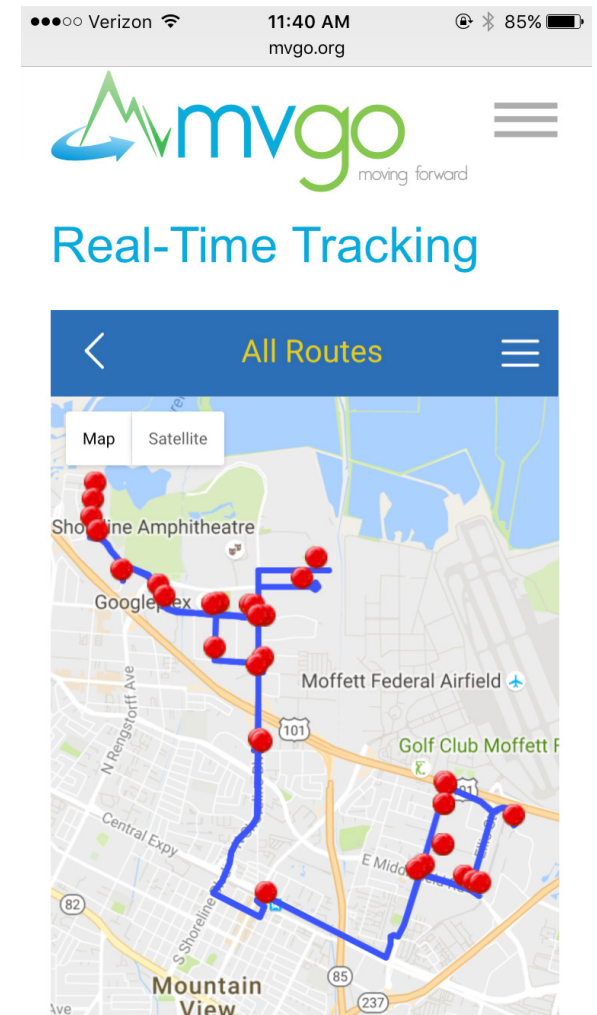 Verizon 11:40 AM 85%
mvgo.org
mvgo
moving forward
Real-Time Tracking
All Routes
Map Satellite
Shoreline Amphitheatre
Googleplex
Moffett Federal Airfield
N Rengstorff Ave
101
Golf Club Moffett F
Central Expy
E Middlefield Rd
82
S Shoreline Blvd
85
Mountain
View
237
Ave